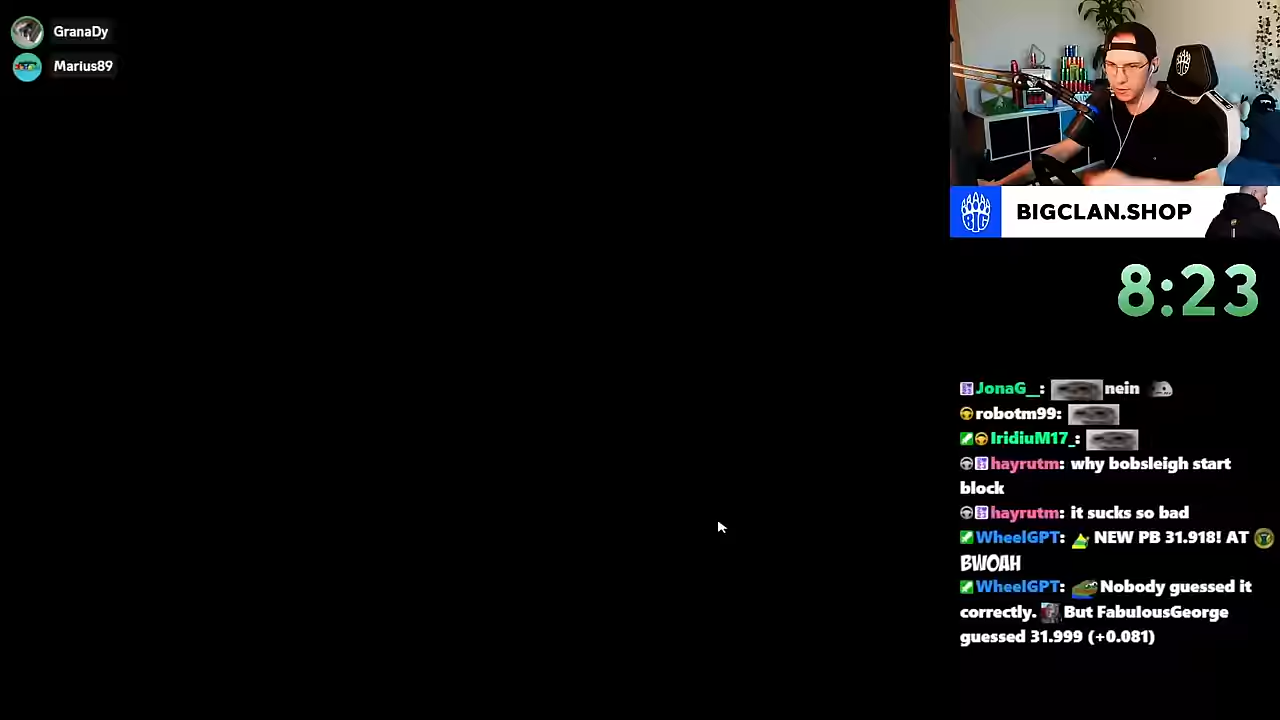 GranaDy
Marius89
BIG
BIGCLAN.SHOP
8:23
JonaG__: nein
robotm99:
IridiuM17_:
hayrutm: why bobsleigh start
block
hayrutm: it sucks so bad
WheelGPT: NEW PB 31.918! AT
BWOAH
WheelGPT: Nobody guessed it
correctly. But FabulousGeorge
guessed 31.999 (+0.081)